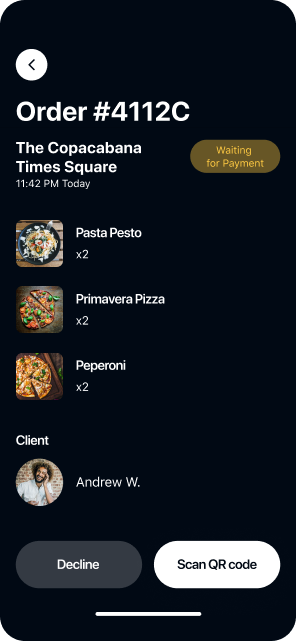 Order #4112C
The Copacabana
Times Square
11:42 PM Today
Waiting
for Payment
Pasta Pesto
x2
Primavera Pizza
x2
Peperoni
x2
Client
Andrew W.
Decline
Scan QR code